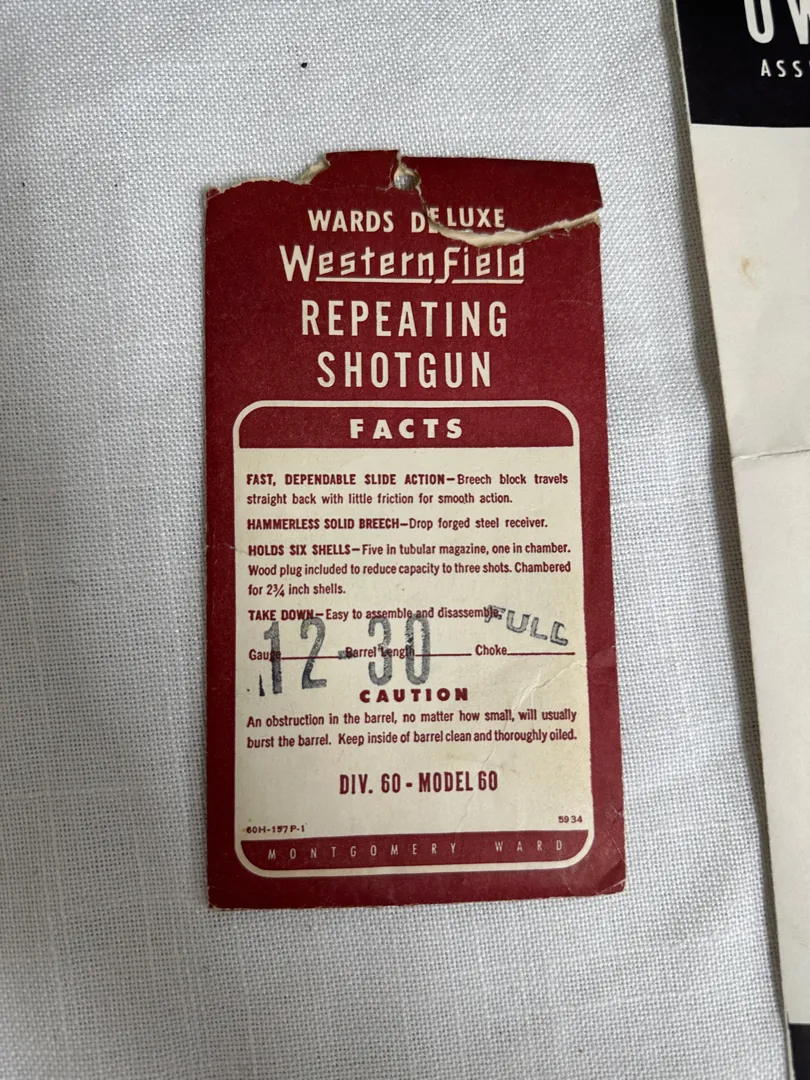 WARDS DELUXE
Western Field
REPEATING
SHOTGUN
FACTS
FAST, DEPENDABLE SLIDE ACTION—Breech block travels
straight back with little friction for smooth action.
HAMMERLESS SOLID BREECH—Drop forged steel receiver.
HOLDS SIX SHELLS—Five in tubular magazine, one in chamber.
Wood plug included to reduce capacity to three shots. Chambered
for 2¾ inch shells.
TAKE DOWN—Easy to assemble and disassemble.
Gauge 12 Barrel Length 30 Choke FULL
CAUTION
An obstruction in the barrel, no matter how small, will usually
burst the barrel. Keep inside of barrel clean and thoroughly oiled.
DIV. 60 - MODEL 60
60H-157 P-1 5934
MONTGOMERY WARD